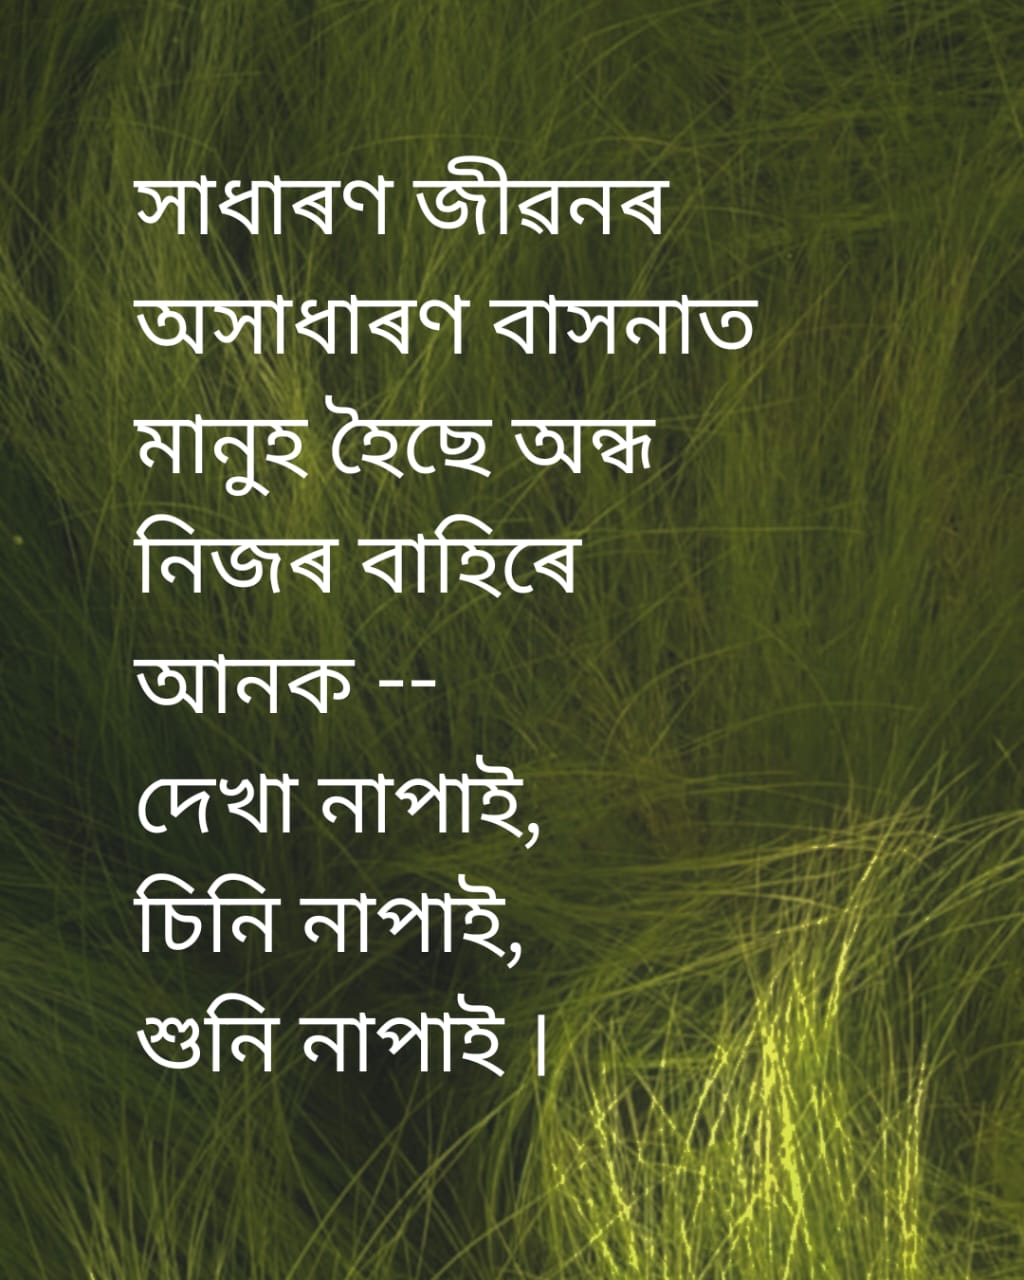 সাধাৰণ জীৱনৰ
অসাধাৰণ বাসনাত
মানুহ হৈছে অন্ধ
নিজৰ বাহিৰে
আনক --
দেখা নাপাই,
চিনি নাপাই,
শুনি নাপাই ।